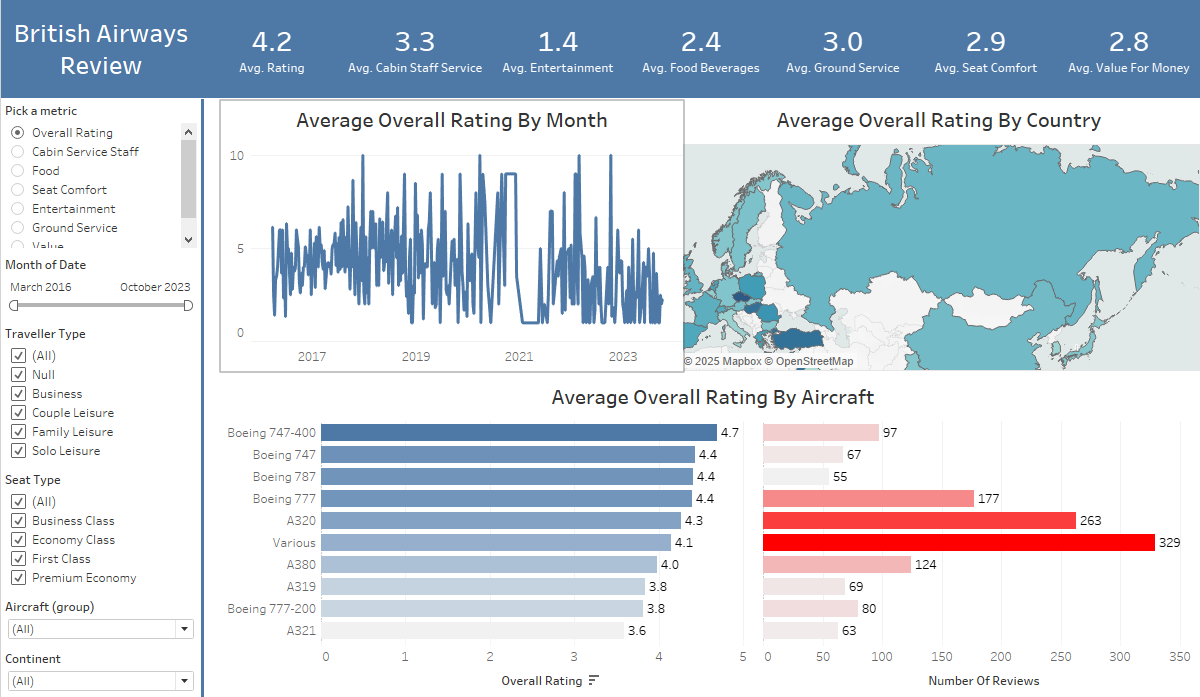 British Airways
Review
4.2
Avg. Rating
3.3
Avg. Cabin Staff Service
1.4
Avg. Entertainment
2.4
Avg. Food Beverages
3.0
Avg. Ground Service
2.9
Avg. Seat Comfort
2.8
Avg. Value For Money
Pick a metric
Overall Rating
Cabin Service Staff
Food
Seat Comfort
Entertainment
Ground Service
Value
Month of Date
March 2016 October 2023
Traveller Type
(All)
Null
Business
Couple Leisure
Family Leisure
Solo Leisure
Seat Type
(All)
Business Class
Economy Class
First Class
Premium Economy
Aircraft (group)
(All)
Continent
(All)
Average Overall Rating By Month
10
5
0
2017 2019 2021 2023
Average Overall Rating By Country
© 2025 Mapbox © OpenStreetMap
Average Overall Rating By Aircraft
Boeing 747-400 4.7 97
Boeing 747 4.4 67
Boeing 787 4.4 55
Boeing 777 4.4 177
A320 4.3 263
Various 4.1 329
A380 4.0 124
A319 3.8 69
Boeing 777-200 3.8 80
A321 3.6 63
0 1 2 3 4 5 0 50 100 150 200 250 300 350
Overall Rating Number Of Reviews